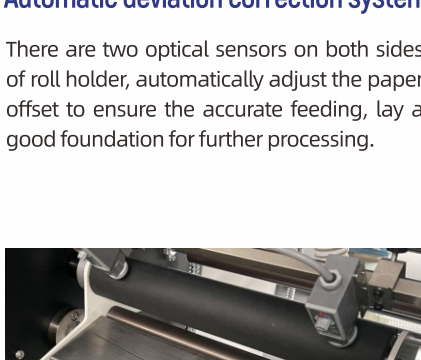 Automatic deviation correction system
There are two optical sensors on both sides
of roll holder, automatically adjust the paper
offset to ensure the accurate feeding, lay a
good foundation for further processing.